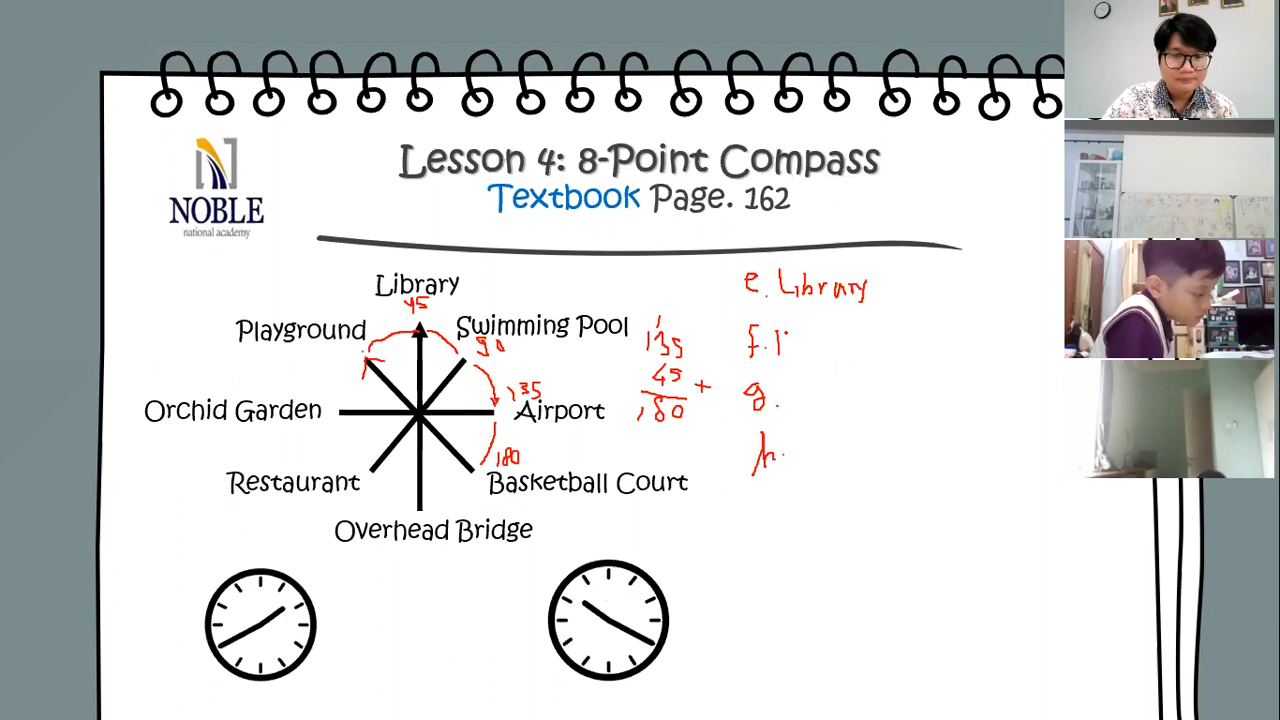 NOBLE
national academy
Lesson 4: 8-Point Compass
Textbook Page. 162
Library
45
Playground
Swimming Pool
90
Orchid Garden
135
Airport
180
Restaurant
Basketball Court
Overhead Bridge
1
135
45 +
180
e. Library
f.
g.
h.